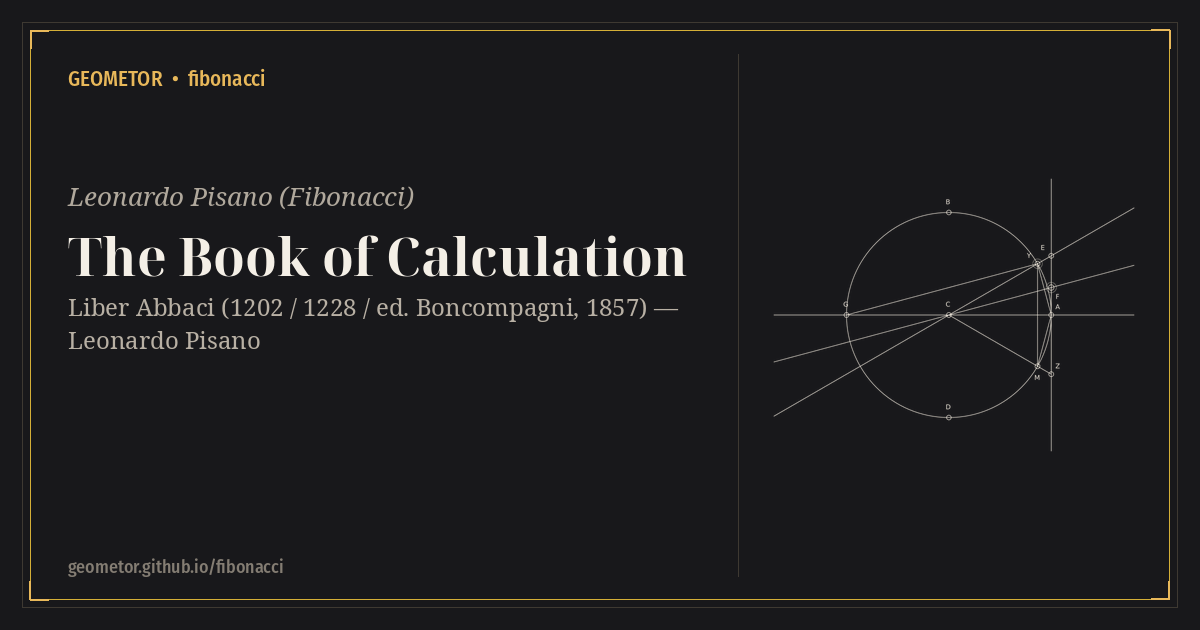 GEOMETOR • fibonacci
Leonardo Pisano (Fibonacci)
The Book of Calculation
Liber Abbaci (1202 / 1228 / ed. Boncompagni, 1857) —
Leonardo Pisano
geometor.github.io/fibonacci
B
E
Y
F
G
C
A
Z
M
D